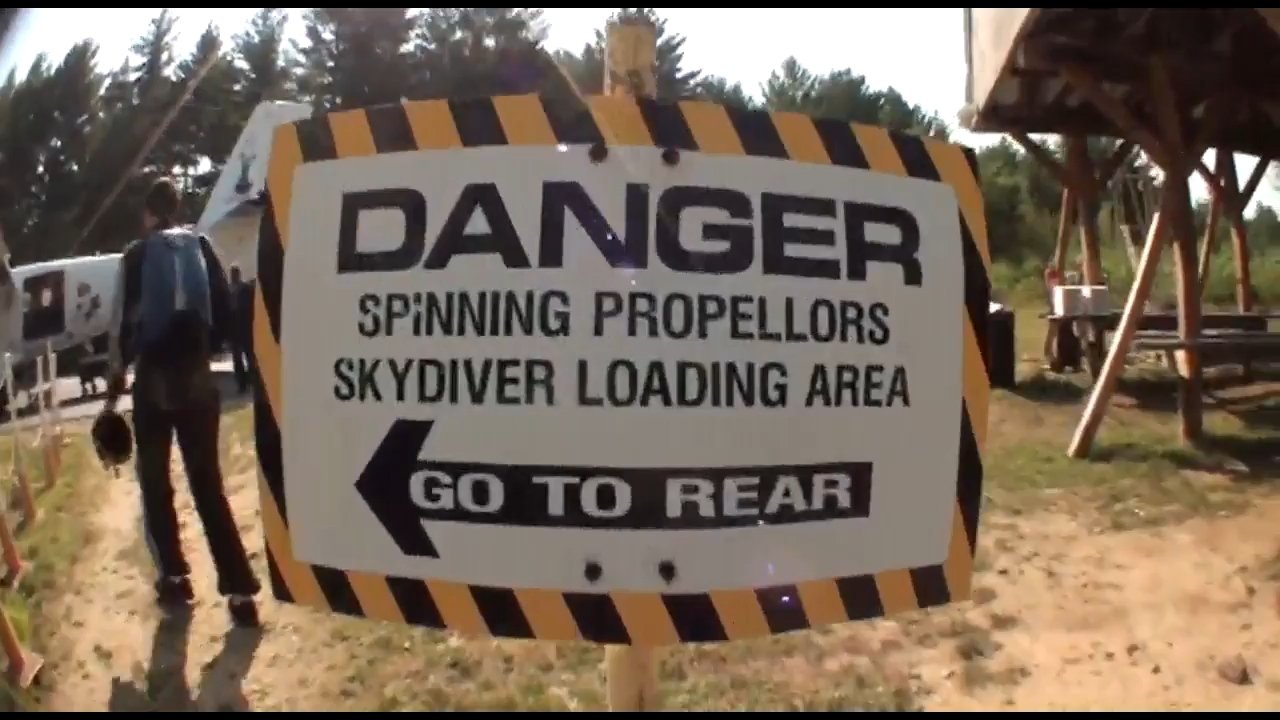 DANGER
SPINNING PROPELLORS
SKYDIVER LOADING AREA
GO TO REAR